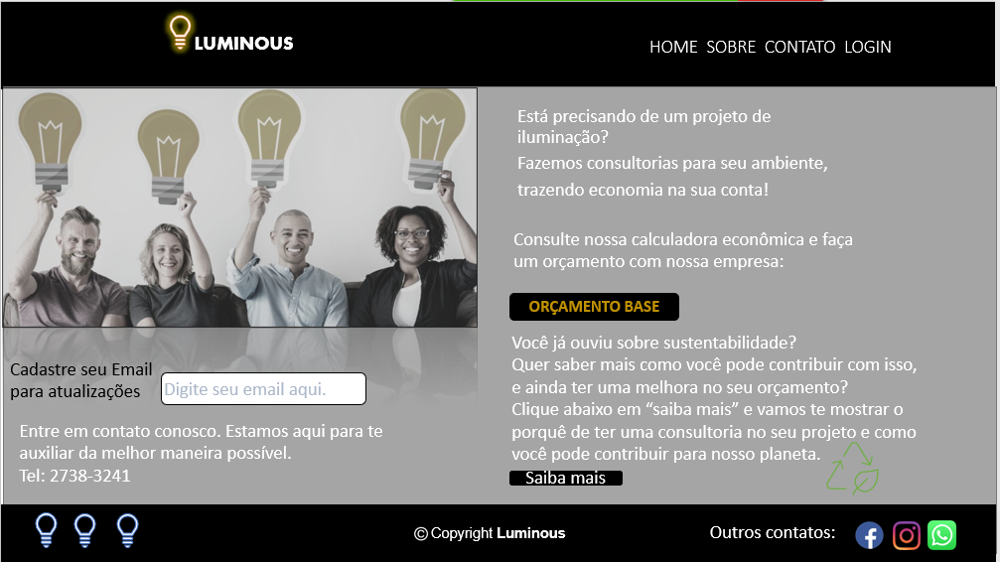 LUMINOUS
HOME SOBRE CONTATO LOGIN
Está precisando de um projeto de
iluminação?
Fazemos consultorias para seu ambiente,
trazendo economia na sua conta!
Consulte nossa calculadora econômica e faça
um orçamento com nossa empresa:
ORÇAMENTO BASE
Você já ouviu sobre sustentabilidade?
Quer saber mais como você pode contribuir com isso,
e ainda ter uma melhora no seu orçamento?
Clique abaixo em “saiba mais” e vamos te mostrar o
porquê de ter uma consultoria no seu projeto e como
você pode contribuir para nosso planeta.
Saiba mais
Cadastre seu Email
para atualizações
Digite seu email aqui.
Entre em contato conosco. Estamos aqui para te
auxiliar da melhor maneira possível.
Tel: 2738-3241
© Copyright Luminous
Outros contatos: